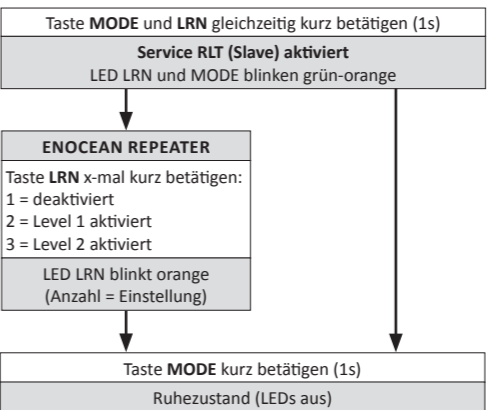 Taste MODE und LRN gleichzeitig kurz betätigen (1s)
Service RLT (Slave) aktiviert
LED LRN und MODE blinken grün-orange
ENOCEAN REPEATER
Taste LRN x-mal kurz betätigen:
1 = deaktiviert
2 = Level 1 aktiviert
3 = Level 2 aktiviert
LED LRN blinkt orange
(Anzahl = Einstellung)
Taste MODE kurz betätigen (1s)
Ruhezustand (LEDs aus)